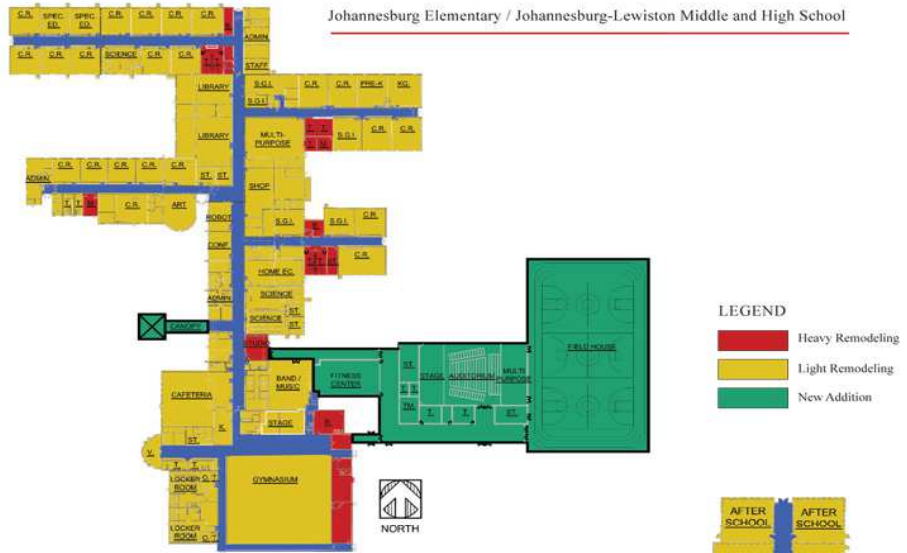 Johannesburg Elementary / Johannesburg-Lewiston Middle and High School
C.R. SPEC. ED. SPEC. ED. C.R. C.R. C.R.
ADMIN.
C.R. C.R. C.R. SCIENCE C.R. C.R.
STAFF
LIBRARY
S.G.I. C.R. C.R. PRE-K KG.
S.G.I.
LIBRARY
MULTI-PURPOSE
T. T. S.G.I. C.R. C.R.
T. M.
C.R. C.R. C.R. C.R. C.R.
ST. ST.
ADMIN.
SHOP
T. T. M. C.R. ART
ROBOT
S.G.I. S.G.I. C.R.
CONF.
HOME EC.
C.R.
SCIENCE
ADMIN.
ST.
SCIENCE ST.
CANOPY
STUDIO
FIELD HOUSE
LEGEND
Heavy Remodeling
Light Remodeling
New Addition
BAND / MUSIC
FITNESS CENTER
ST. STAGE AUDITORIUM MULTI PURPOSE
T. T.
TM. T. T. ST.
CAFETERIA
K.
STAGE
ST.
V.
T. T. O. T.
LOCKER ROOM
GYMNASIUM
LOCKER ROOM
O. T.
NORTH
AFTER SCHOOL AFTER SCHOOL